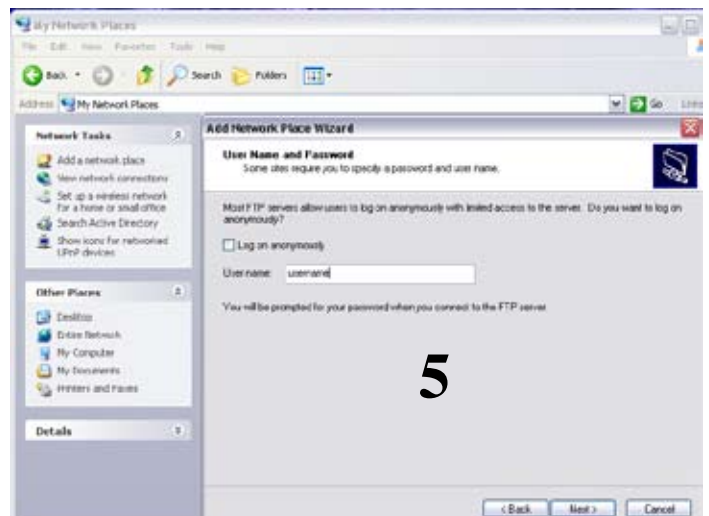 My Network Places
File Edit View Favorites Tools Help
Back Search Folders
Address My Network Places Go Links
Network Tasks
Add a network place
View network connections
Set up a wireless network
for a home or small office
Search Active Directory
Show icons for networked
UPnP devices
Other Places
Desktop
Entire Network
My Computer
My Documents
Printers and Faxes
Details
Add Network Place Wizard
User Name and Password
Some sites require you to specify a password and user name.
Most FTP servers allow users to log on anonymously with limited access to the server. Do you want to log on
anonymously?
Log on anonymously
User name: username
You will be prompted for your password when you connect to the FTP server.
5
< Back Next > Cancel